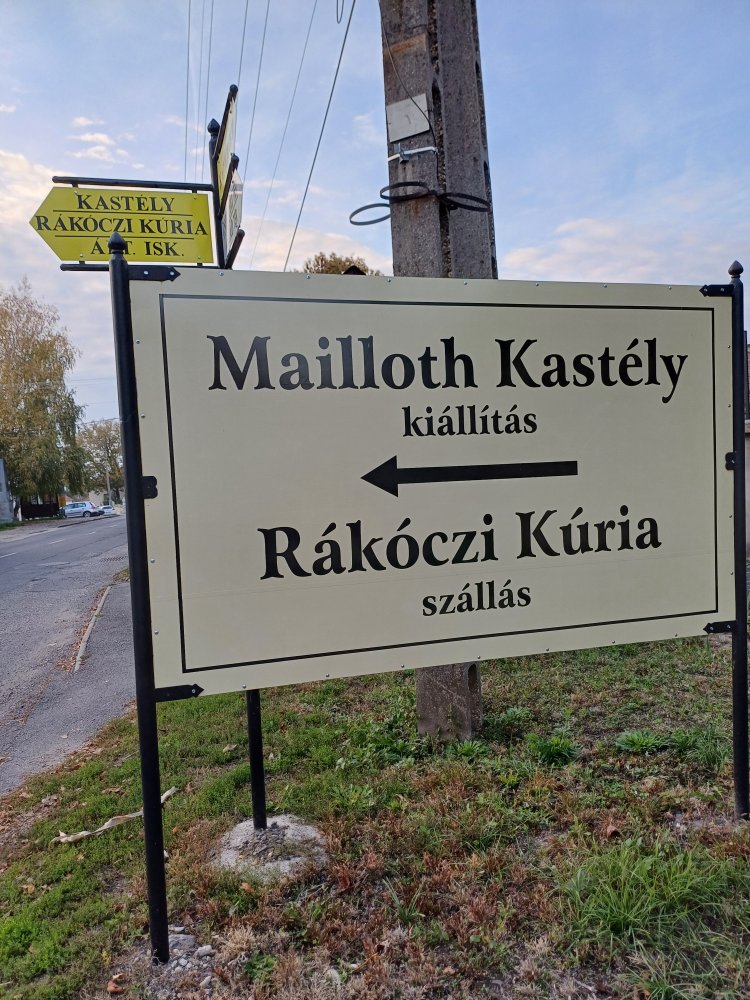 KASTÉLY
RÁKÓCZI KÚRIA
ÁLT. ISK.
Mailloth Kastély
kiállítás
Rákóczi Kúria
szállás